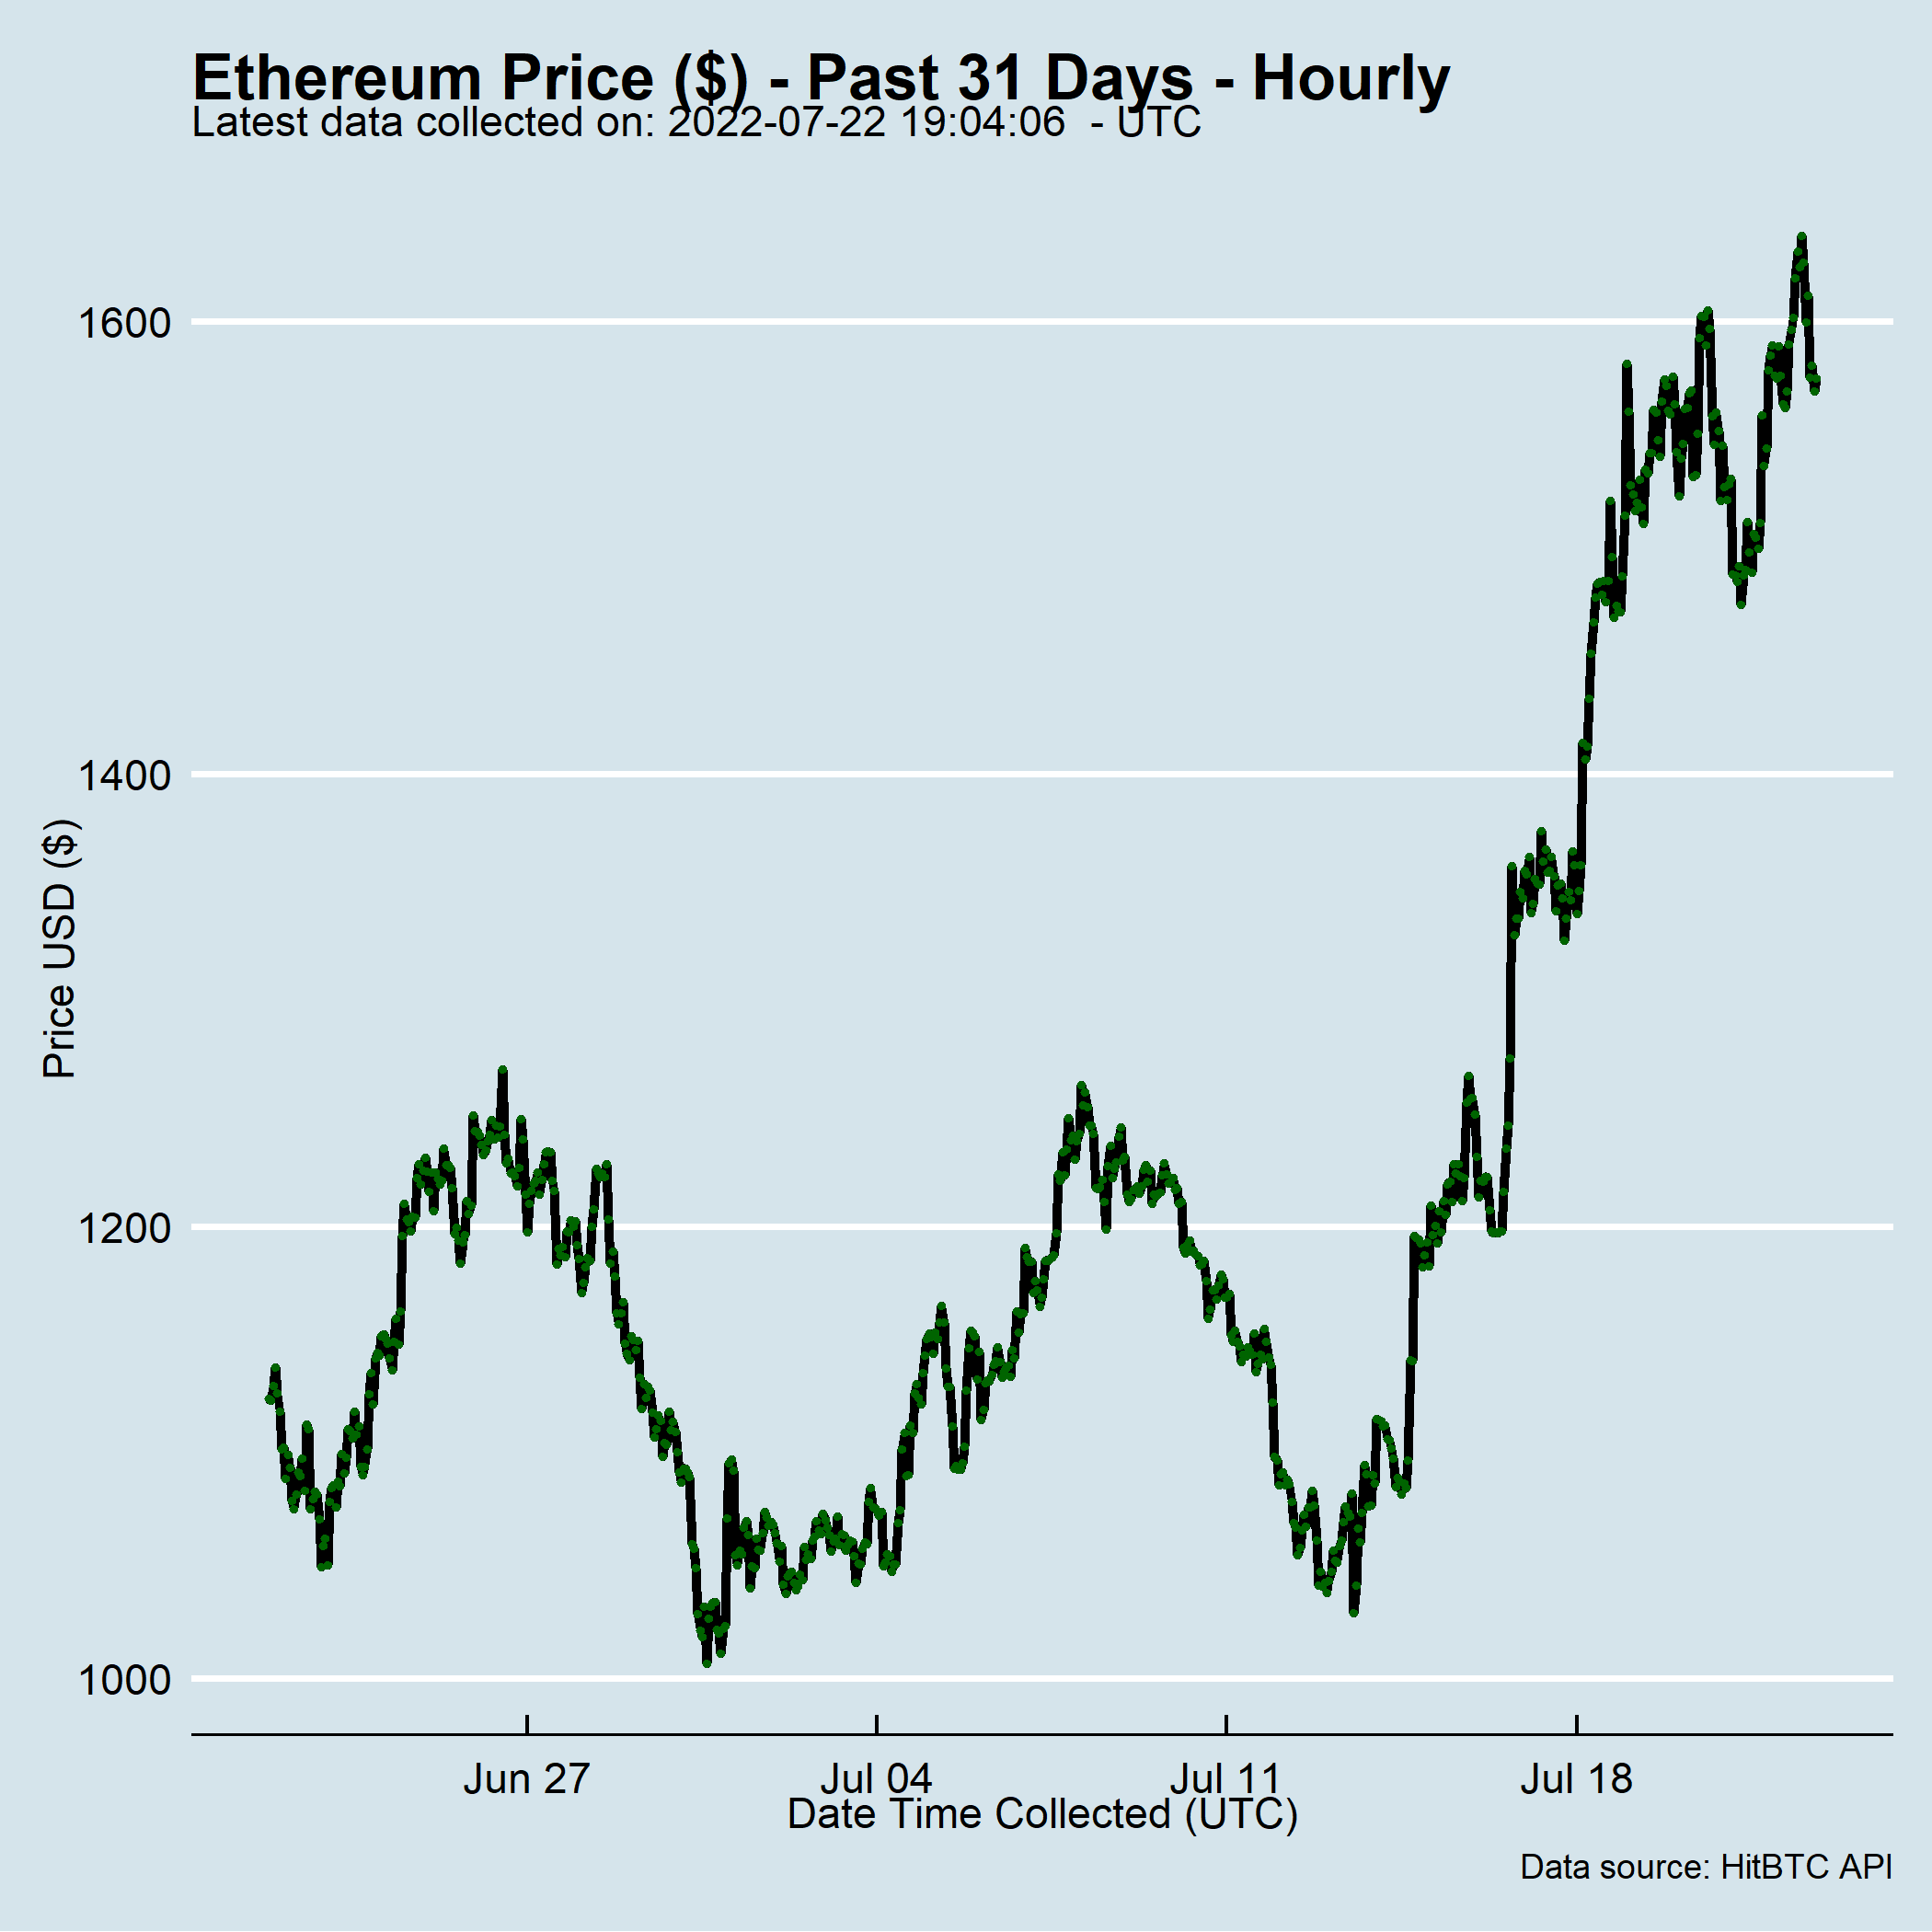 Ethereum Price ($) - Past 31 Days - Hourly
Latest data collected on: 2022-07-22 19:04:06  - UTC
1600
1400
1200
1000
Price USD ($)
Jun 27
Jul 04
Jul 11
Jul 18
Date Time Collected (UTC)
Data source: HitBTC API